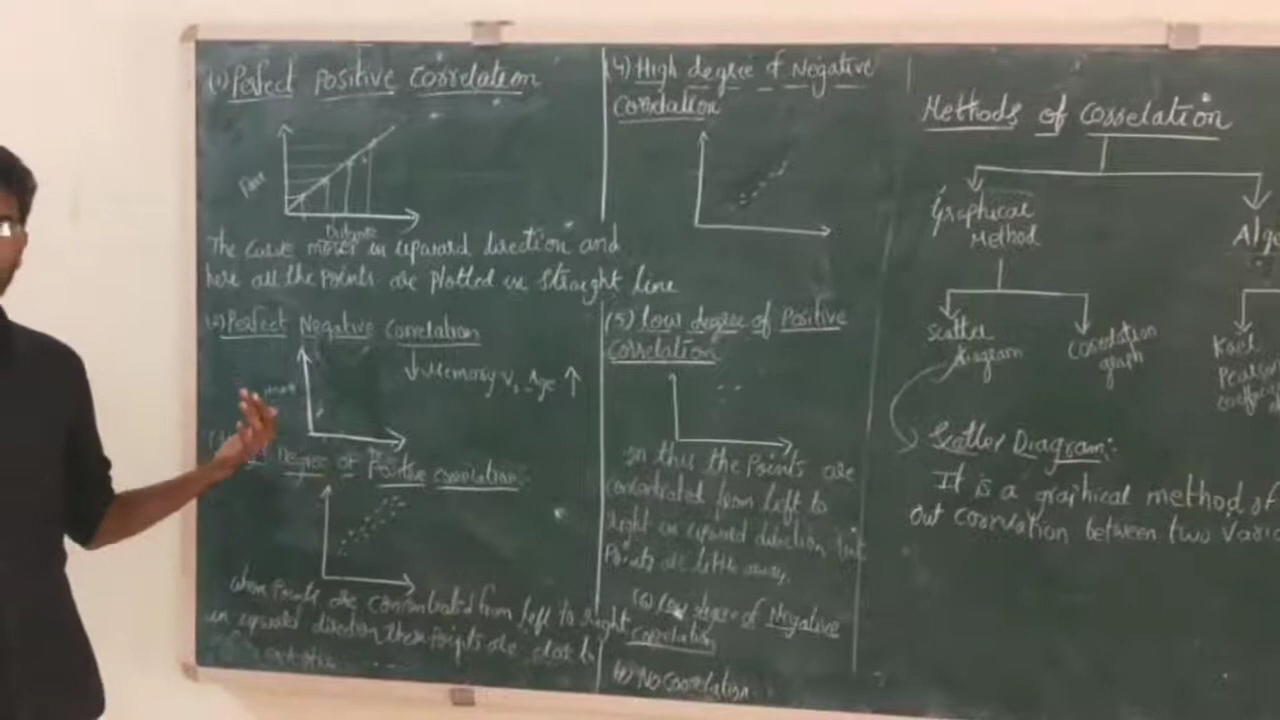 (1) Perfect Positive Correlation
Distance
The curve moves in upward direction and
here all the points are plotted in straight line
(2) Perfect Negative Correlation
↓ Memory Vs Age ↑
Degree of Positive correlation
when Points are concentrated from left to right
in upward direction these points are
(4) High degree of Negative
Correlation
(5) low degree of Positive
Correlation
In this the Points are
concentrated from left to
Right in upward direction but
Points are little away.
(6) low degree of Negative
Correlation
No Correlation
Methods of Correlation
Graphical
Method
Scatter
diagram
Correlation
graph
Algo
Karl
Pearson
Scatter Diagram:
It is a graphical method of
out Correlation between two Varia